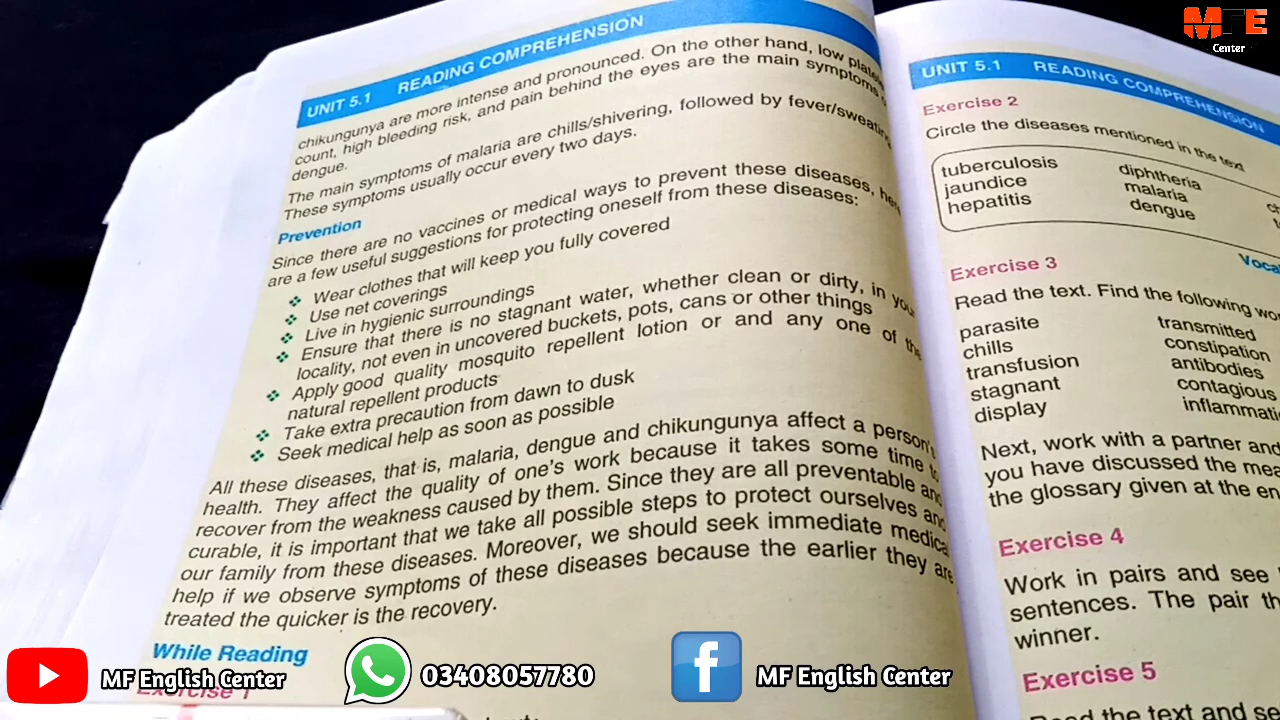 UNIT 5.1 READING COMPREHENSION
chikungunya are more intense and pronounced. On the other hand, low
count, high bleeding risk, and pain behind the eyes are the main symptoms
dengue.
The main symptoms of malaria are chills/shivering, followed by
These symptoms usually occur every two days.
Prevention
Since there are no vaccines or medical ways to prevent these diseases,
are a few useful suggestions for protecting oneself from these diseases:
❖ Wear clothes that will keep you fully covered
❖ Use net coverings
❖ Live in hygienic surroundings
❖ Ensure that there is no stagnant water, whether clean or dirty, in
locality, not even in uncovered buckets, pots, cans or other things
❖ Apply good quality mosquito repellent lotion or and any one of the
natural repellent products
❖ Take extra precaution from dawn to dusk
❖ Seek medical help as soon as possible
All these diseases, that is, malaria, dengue and chikungunya affect a person's
health. They affect the quality of one's work because it takes some time
recover from the weakness caused by them. Since they are all preventable and
curable, it is important that we take all possible steps to protect ourselves and
our family from these diseases. Moreover, we should seek immediate medical
help if we observe symptoms of these diseases because the earlier they are
treated the quicker is the recovery.
While Reading
Exercise 1
UNIT 5.1 READING COMPREHENSION
Exercise 2
Circle the diseases mentioned in the text
tuberculosis diphtheria
jaundice malaria
hepatitis dengue
Exercise 3
Read the text. Find the following
parasite transmitted
chills constipation
transfusion antibodies
stagnant contagious
display
Next, work with a partner and
you have discussed the
the glossary given at the
Exercise 4
Work in pairs and see
sentences. The pair
winner.
Exercise 5
Read the text and
MFE
Center
MF English Center
03408057780
f
MF English Center